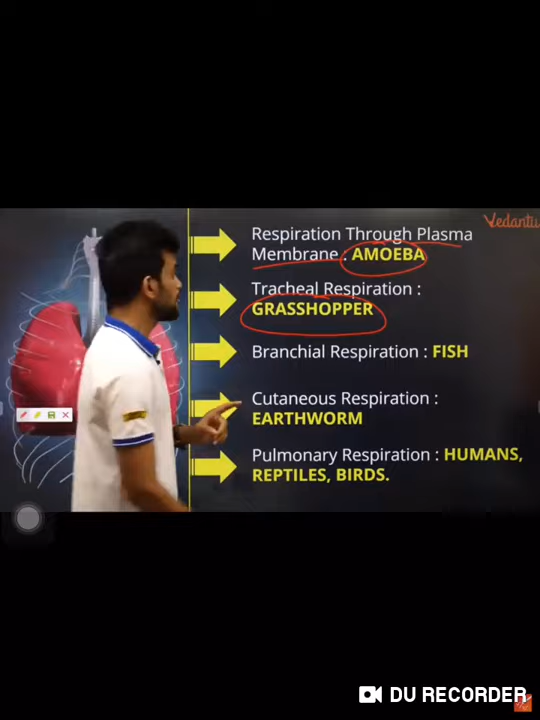 Vedantu
Respiration Through Plasma
Membrane : AMOEBA
Tracheal Respiration :
GRASSHOPPER
Branchial Respiration : FISH
Cutaneous Respiration :
EARTHWORM
Pulmonary Respiration : HUMANS,
REPTILES, BIRDS.
DU RECORDER